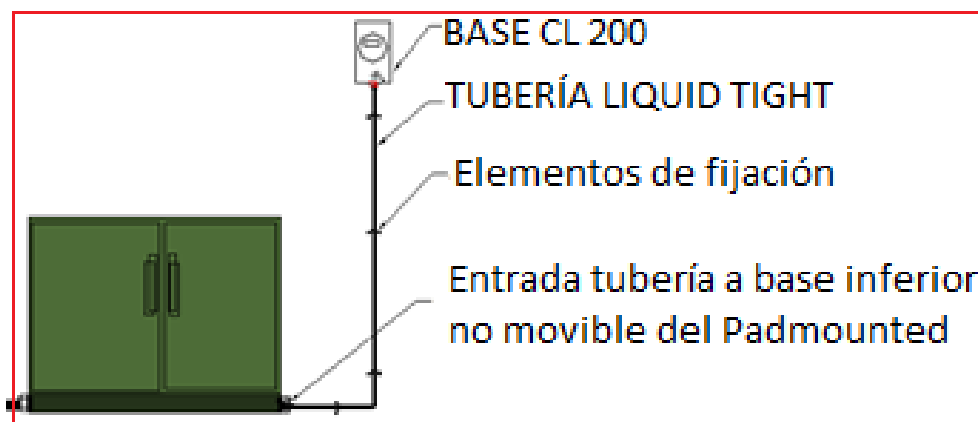 BASE CL 200
TUBERÍA LIQUID TIGHT
Elementos de fijación
Entrada tubería a base inferior
no movible del Padmounted